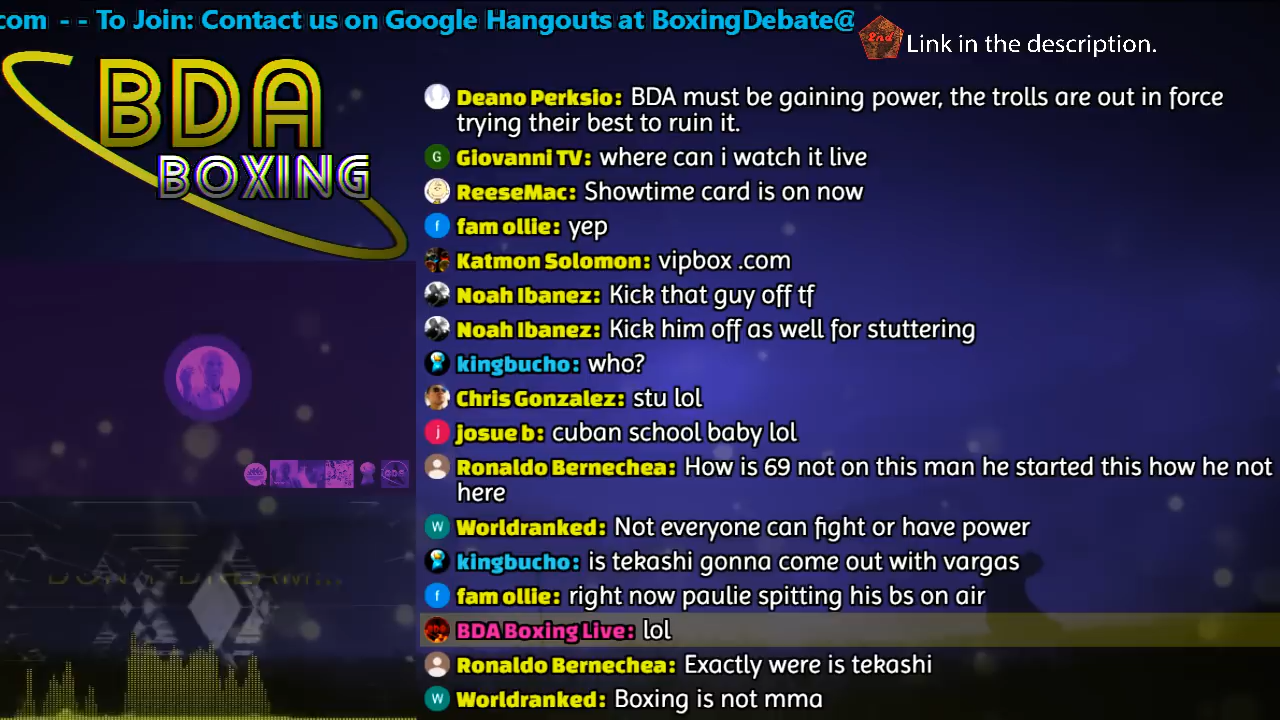 com - - To Join: Contact us on Google Hangouts at BoxingDebate@
2nd
Link in the description.
BDA
BOXING
Deano Perksio: BDA must be gaining power, the trolls are out in force
trying their best to ruin it.
G
Giovanni TV: where can i watch it live
ReeseMac: Showtime card is on now
f
fam ollie: yep
Katmon Solomon: vipbox .com
Noah Ibanez: Kick that guy off tf
Noah Ibanez: Kick him off as well for stuttering
kingbucho: who?
Chris Gonzalez: stu lol
j
josue b: cuban school baby lol
Ronaldo Bernechea: How is 69 not on this man he started this how he not
here
W
Worldranked: Not everyone can fight or have power
kingbucho: is tekashi gonna come out with vargas
f
fam ollie: right now paulie spitting his bs on air
BDA Boxing Live: lol
Ronaldo Bernechea: Exactly were is tekashi
W
Worldranked: Boxing is not mma